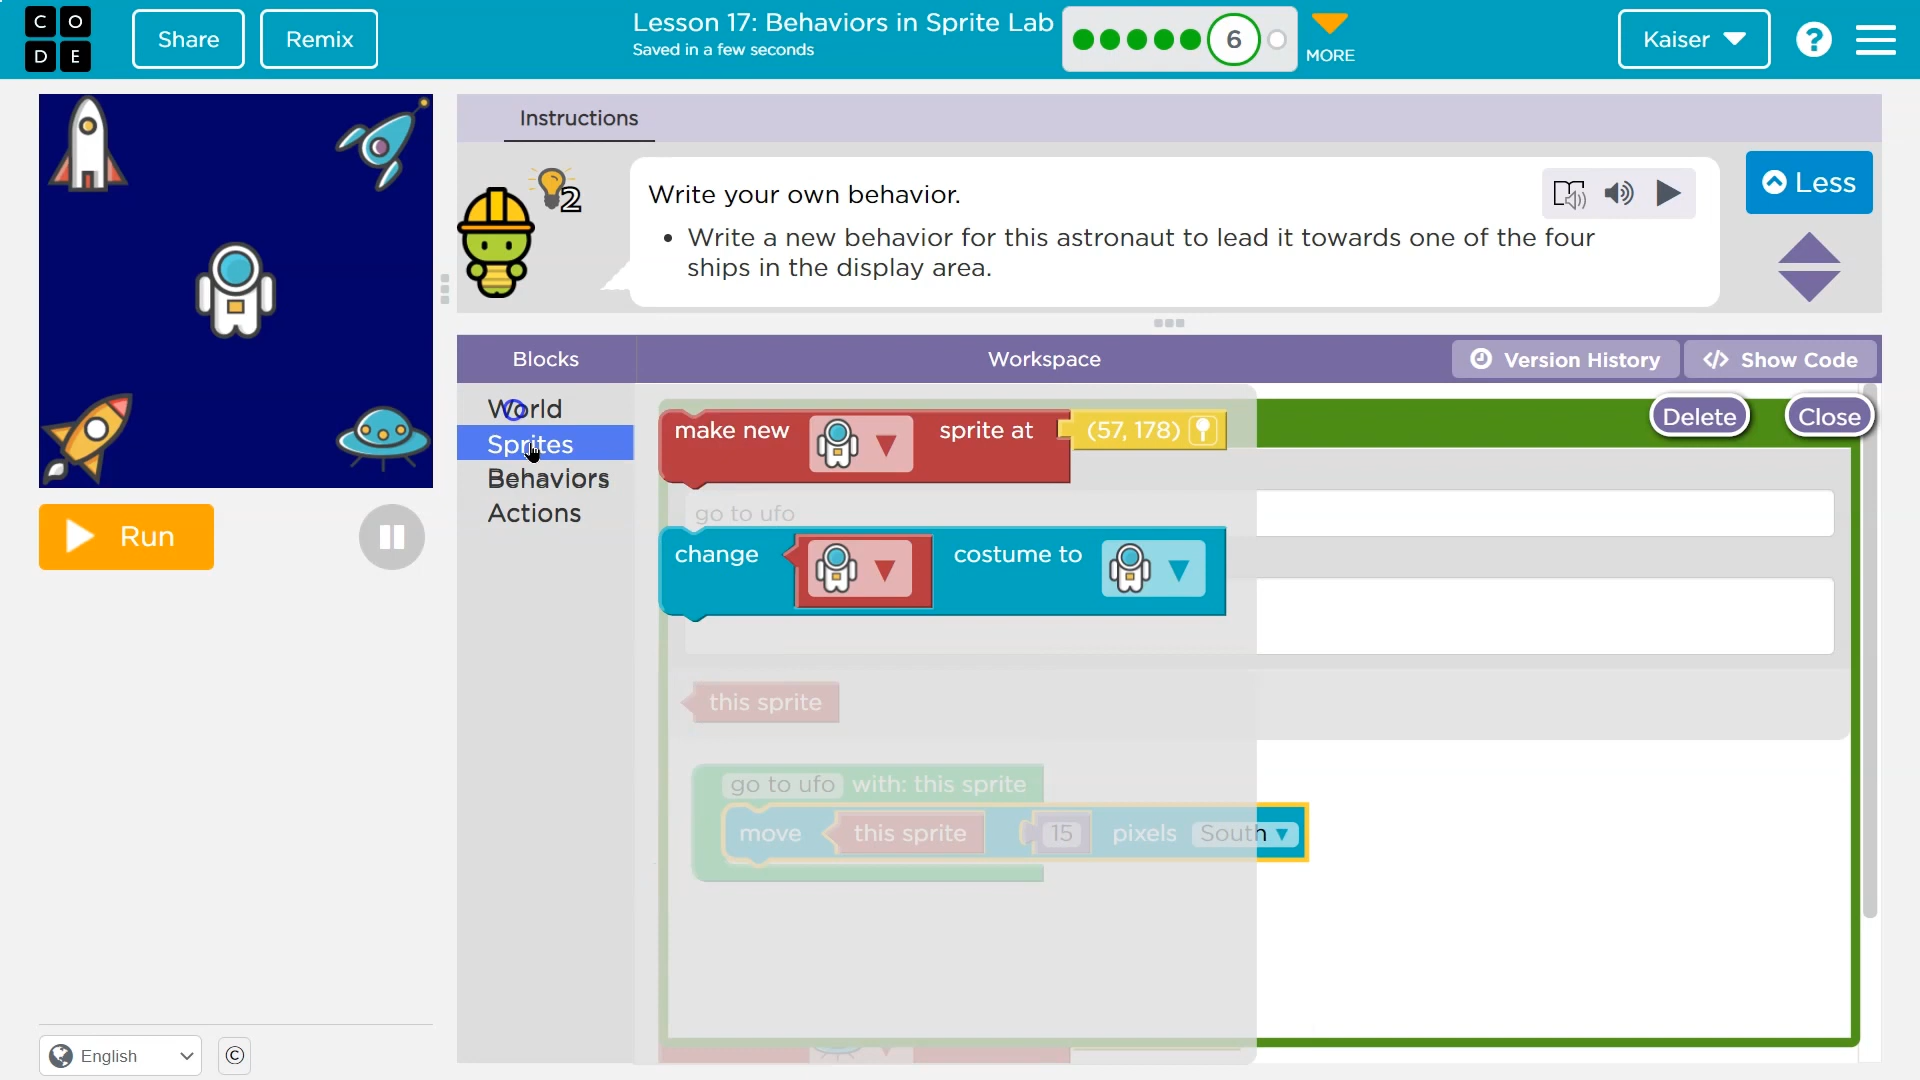 C O
D E
Share
Remix
Lesson 17: Behaviors in Sprite Lab
Saved in a few seconds
6
MORE
Kaiser
?
Instructions
2
Write your own behavior.
• Write a new behavior for this astronaut to lead it towards one of the four
ships in the display area.
Less
Blocks
Workspace
Version History
</> Show Code
World
Sprites
Behaviors
Actions
Delete
Close
make new sprite at (57, 178)
go to ufo
change costume to
this sprite
go to ufo with: this sprite
move this sprite 15 pixels South
Run
English
©